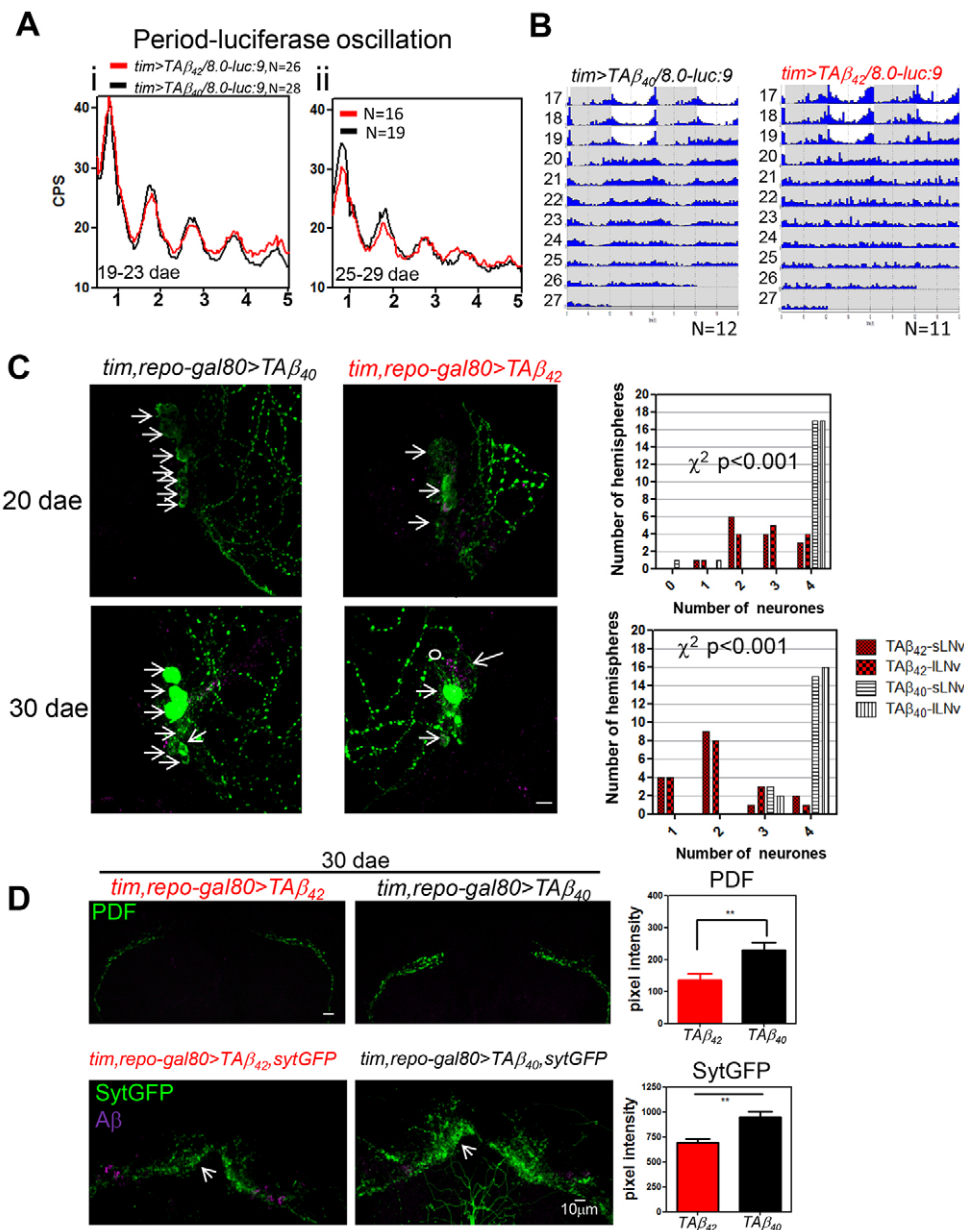 A
Period-luciferase oscillation
i
tim>TAβ42/8.0-luc:9,N=26
tim>TAβ40/8.0-luc:9,N=28
ii
N=16
N=19
CPS
40
30
20
10
19-23 dae
1 2 3 4 5
40
30
20
10
25-29 dae
1 2 3 4 5
B
tim>TAβ40/8.0-luc:9
tim>TAβ42/8.0-luc:9
17
18
19
20
21
22
23
24
25
26
27
N=12
17
18
19
20
21
22
23
24
25
26
27
N=11
C
tim,repo-gal80>TAβ40
tim,repo-gal80>TAβ42
20 dae
30 dae
Number of hemispheres
20
18
16
14
12
10
8
6
4
2
0
χ2 p<0.001
0 1 2 3 4
Number of neurones
Number of hemispheres
20
18
16
14
12
10
8
6
4
2
0
χ2 p<0.001
1 2 3 4
Number of neurones
TAβ42-sLNv
TAβ42-lLNv
TAβ40-sLNv
TAβ40-lLNv
D
30 dae
tim,repo-gal80>TAβ42
tim,repo-gal80>TAβ40
PDF
PDF
pixel intensity
400
300
200
100
0
**
TAβ42 TAβ40
tim,repo-gal80>TAβ42,sytGFP
tim,repo-gal80>TAβ40,sytGFP
SytGFP
Aβ
10μm
SytGFP
pixel intensity
1250
1000
750
500
250
0
**
TAβ42 TAβ40